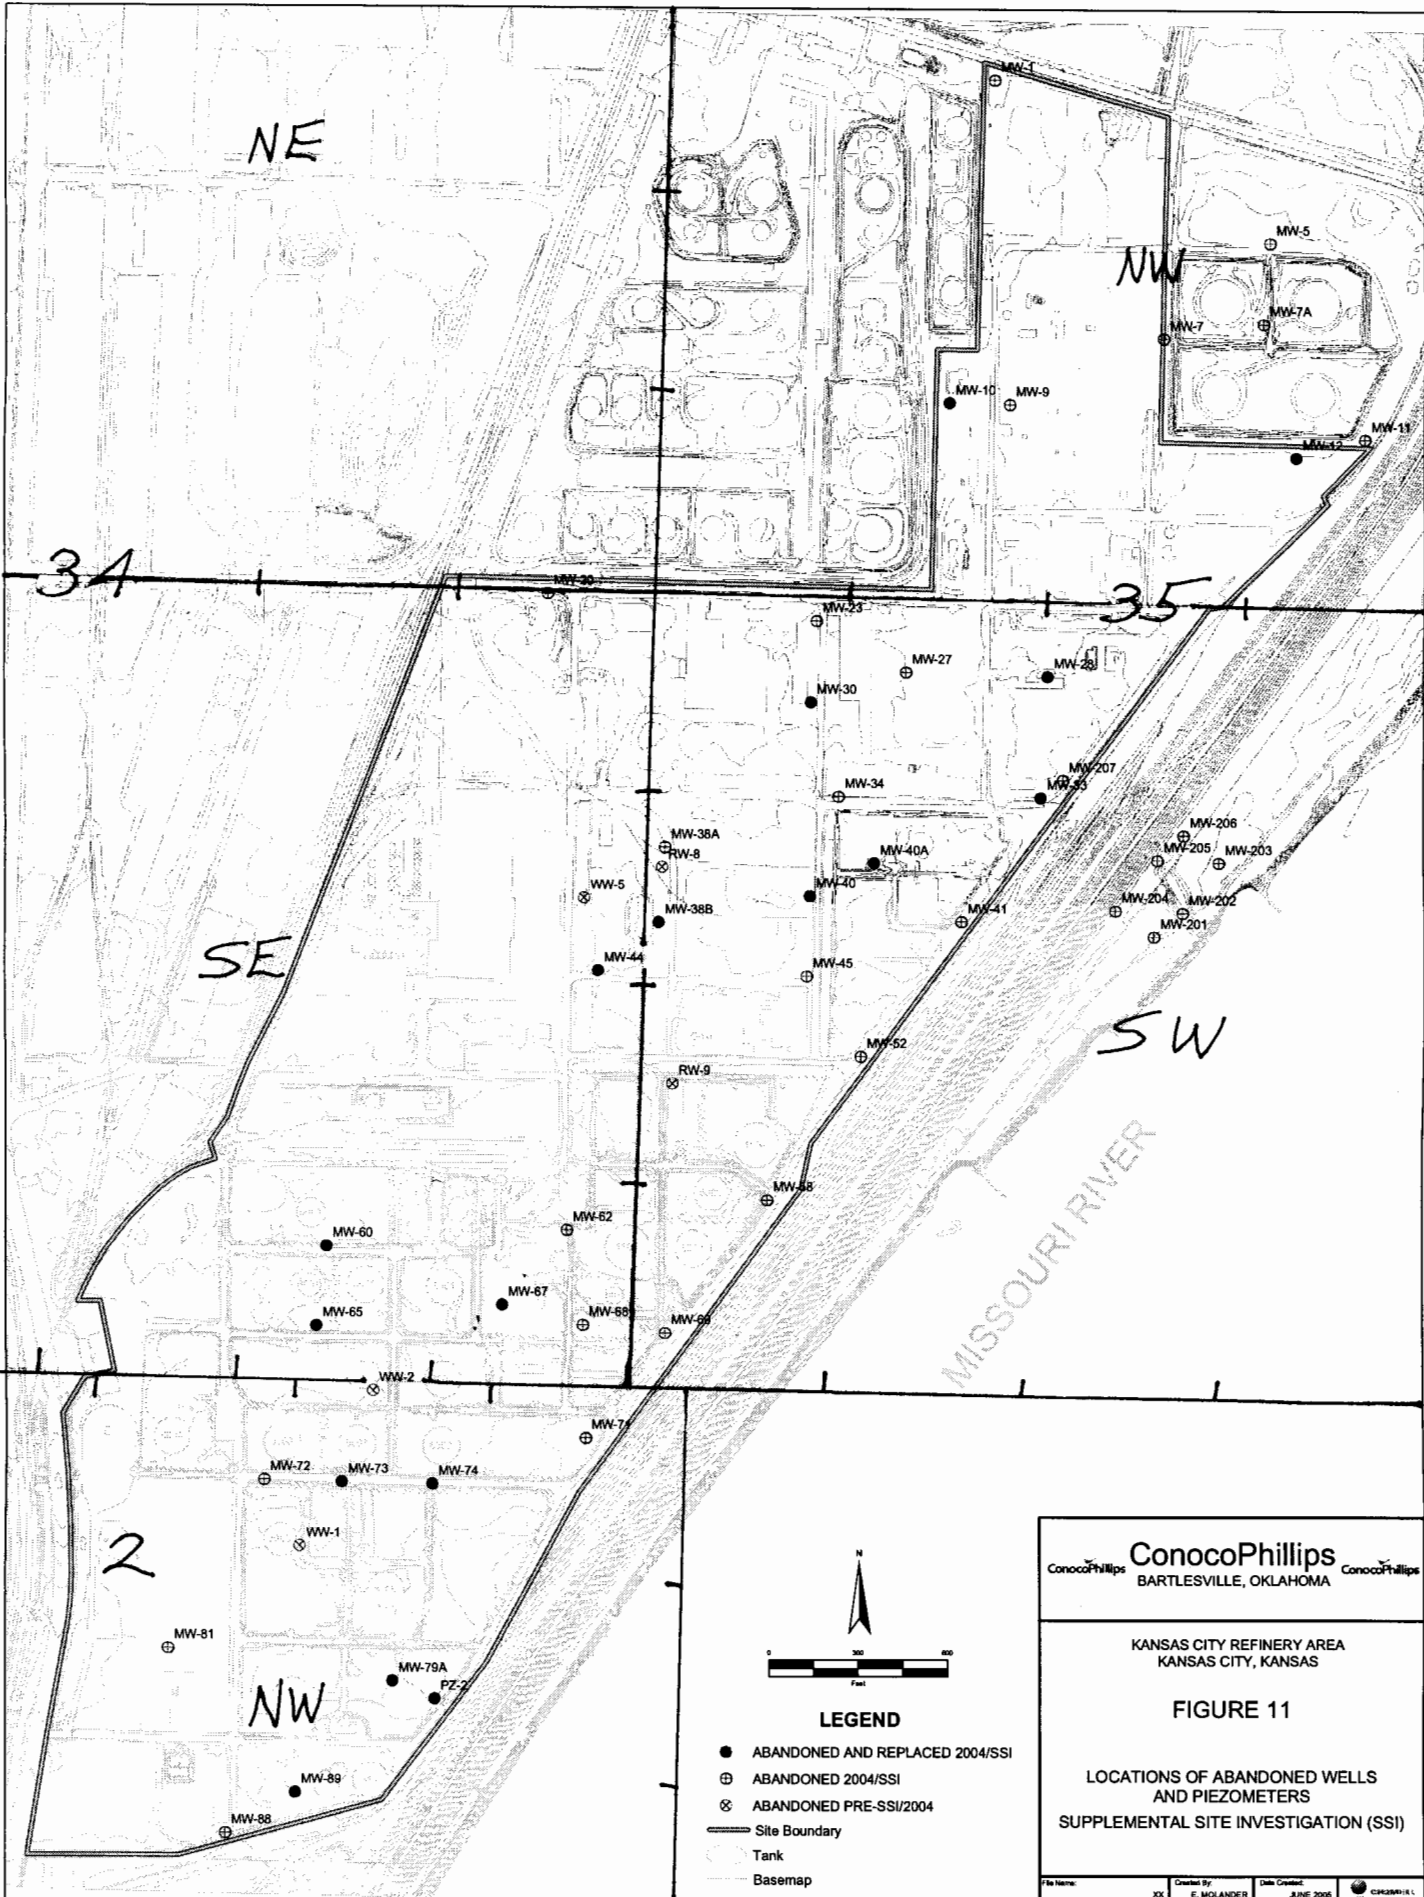 NE
MW-1
MW-5
NW
MW-7A
MW-7
MW-10
MW-9
MW-11
MW-12
34
35
MW-23
MW-27
MW-28
MW-30
MW-207
MW-34
MW-33
MW-206
MW-38A
MW-205
MW-203
RW-8
MW-40A
WW-5
MW-40
MW-204
MW-202
MW-38B
MW-41
MW-201
SE
MW-44
MW-45
SW
MW-52
RW-9
MISSOURI RIVER
MW-58
MW-62
MW-60
MW-67
MW-65
MW-68
MW-69
WW-2
MW-71
MW-72
MW-73
MW-74
WW-1
2
MW-81
MW-79A
PZ-2
NW
MW-89
MW-88
N
0 300 600
Feet
LEGEND
ABANDONED AND REPLACED 2004/SSI
ABANDONED 2004/SSI
ABANDONED PRE-SSI/2004
Site Boundary
Tank
Basemap
ConocoPhillips ConocoPhillips ConocoPhillips
BARTLESVILLE, OKLAHOMA
KANSAS CITY REFINERY AREA
KANSAS CITY, KANSAS
FIGURE 11
LOCATIONS OF ABANDONED WELLS
AND PIEZOMETERS
SUPPLEMENTAL SITE INVESTIGATION (SSI)
File Name: Created By: Date Created:
XX E. MOLANDER JUNE 2005 CH2MHILL